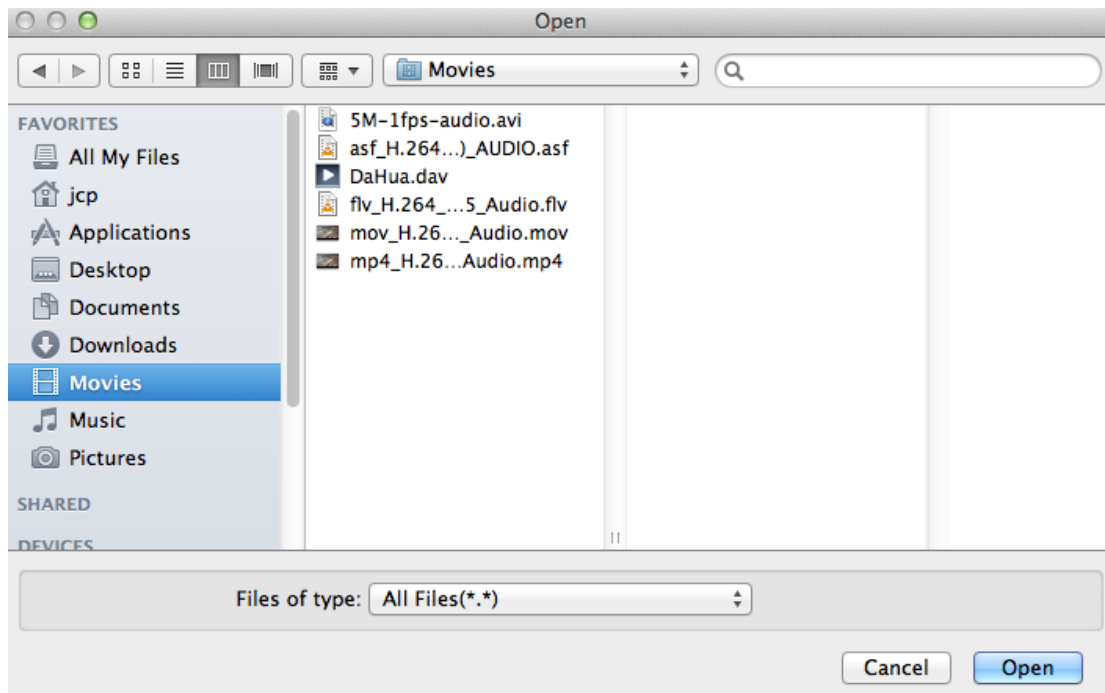 Open
Movies
FAVORITES
All My Files
jcp
Applications
Desktop
Documents
Downloads
Movies
Music
Pictures
SHARED
DEVICES
5M-1fps-audio.avi
asf_H.264...)_AUDIO.asf
DaHua.dav
flv_H.264_...5_Audio.flv
mov_H.26..._Audio.mov
mp4_H.26...Audio.mp4
Files of type: All Files(*.*)
Cancel Open